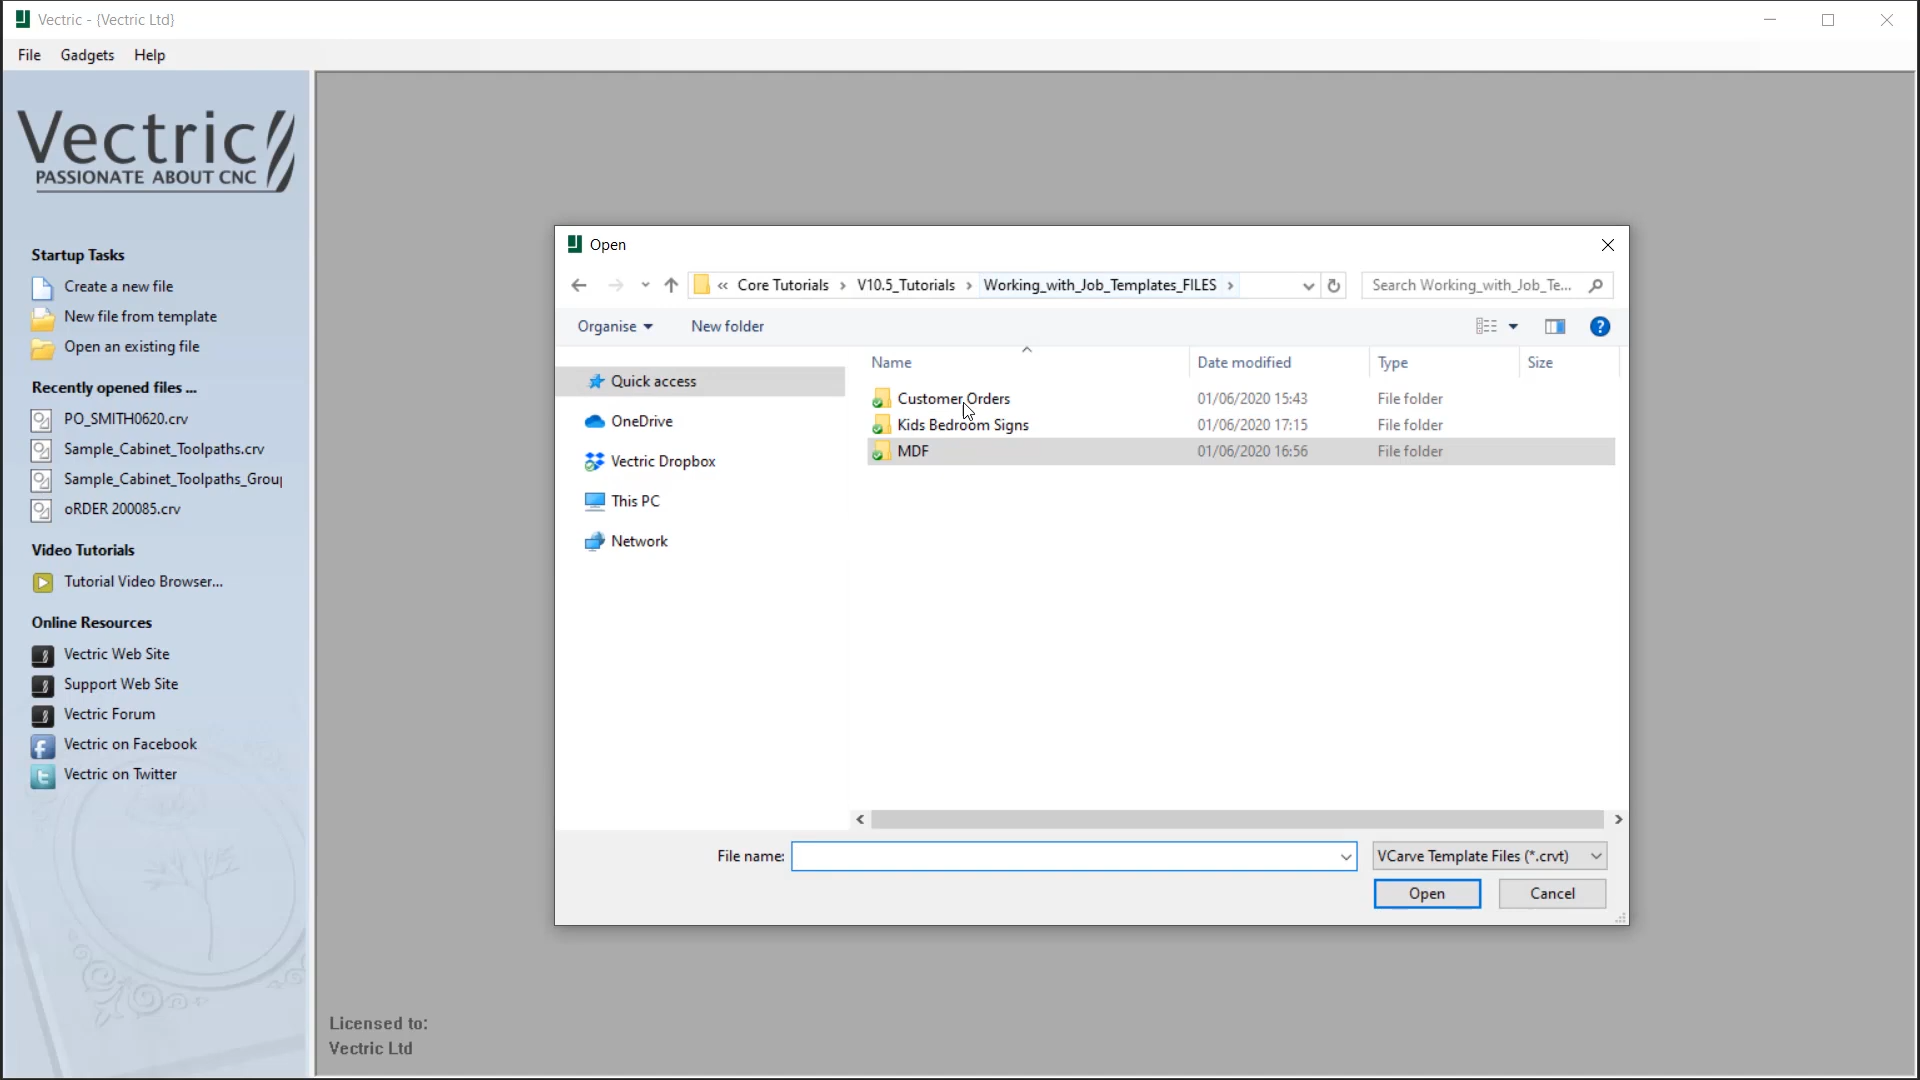 Vectric - {Vectric Ltd}
File Gadgets Help
Vectric
PASSIONATE ABOUT CNC
Startup Tasks
Create a new file
New file from template
Open an existing file
Recently opened files ...
PO_SMITH0620.crv
Sample_Cabinet_Toolpaths.crv
Sample_Cabinet_Toolpaths_Grou
oRDER 200085.crv
Video Tutorials
Tutorial Video Browser...
Online Resources
Vectric Web Site
Support Web Site
Vectric Forum
Vectric on Facebook
Vectric on Twitter
Open
« Core Tutorials › V10.5_Tutorials › Working_with_Job_Templates_FILES ›
Search Working_with_Job_Te...
Organise New folder
Quick access
OneDrive
Vectric Dropbox
This PC
Network
Name Date modified Type Size
Customer Orders 01/06/2020 15:43 File folder
Kids Bedroom Signs 01/06/2020 17:15 File folder
MDF 01/06/2020 16:56 File folder
File name: VCarve Template Files (*.crvt)
Open Cancel
Licensed to:
Vectric Ltd